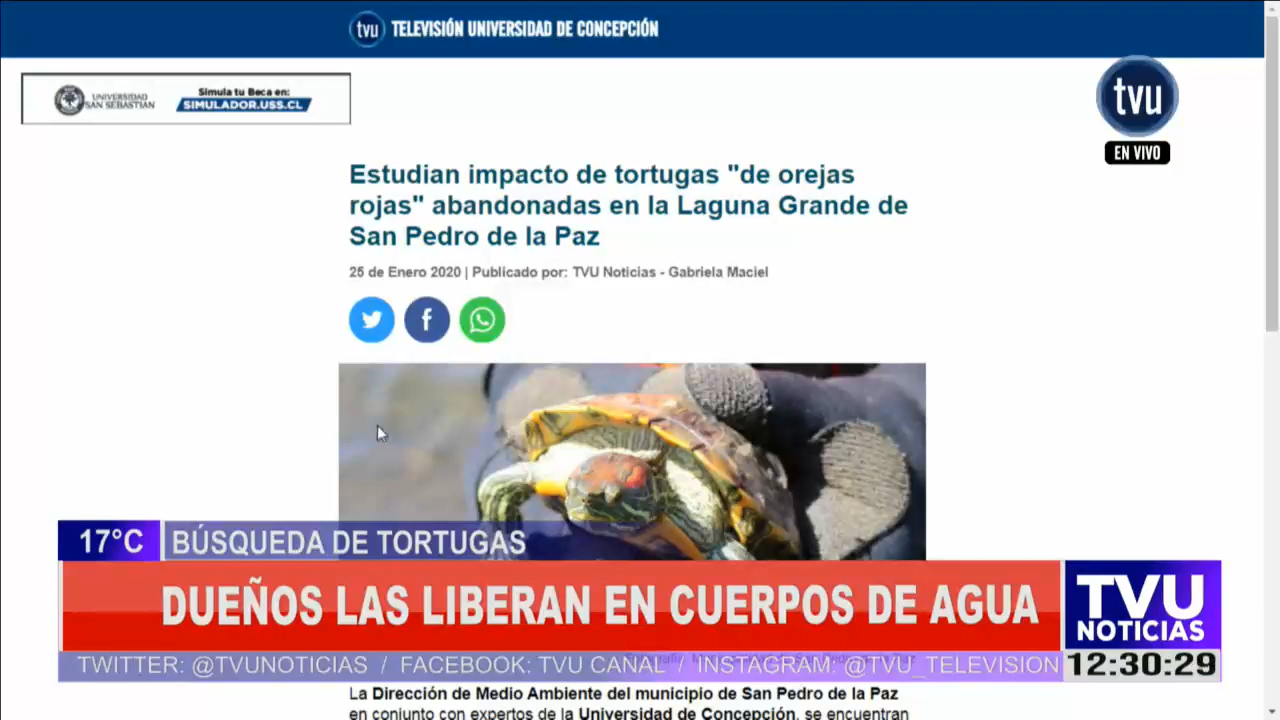 tvu TELEVISIÓN UNIVERSIDAD DE CONCEPCIÓN
UNIVERSIDAD
SAN SEBASTIAN
Simula tu Beca en:
SIMULADOR.USS.CL
tvu
EN VIVO
Estudian impacto de tortugas "de orejas
rojas" abandonadas en la Laguna Grande de
San Pedro de la Paz
25 de Enero 2020 | Publicado por: TVU Noticias - Gabriela Maciel
17°C BÚSQUEDA DE TORTUGAS
DUEÑOS LAS LIBERAN EN CUERPOS DE AGUA
TVU
NOTICIAS
TWITTER: @TVUNOTICIAS / FACEBOOK: TVU CANAL / INSTAGRAM: @TVU_TELEVISION
12:30:29
La Dirección de Medio Ambiente del municipio de San Pedro de la Paz
en conjunto con expertos de la Universidad de Concepción, se encuentran